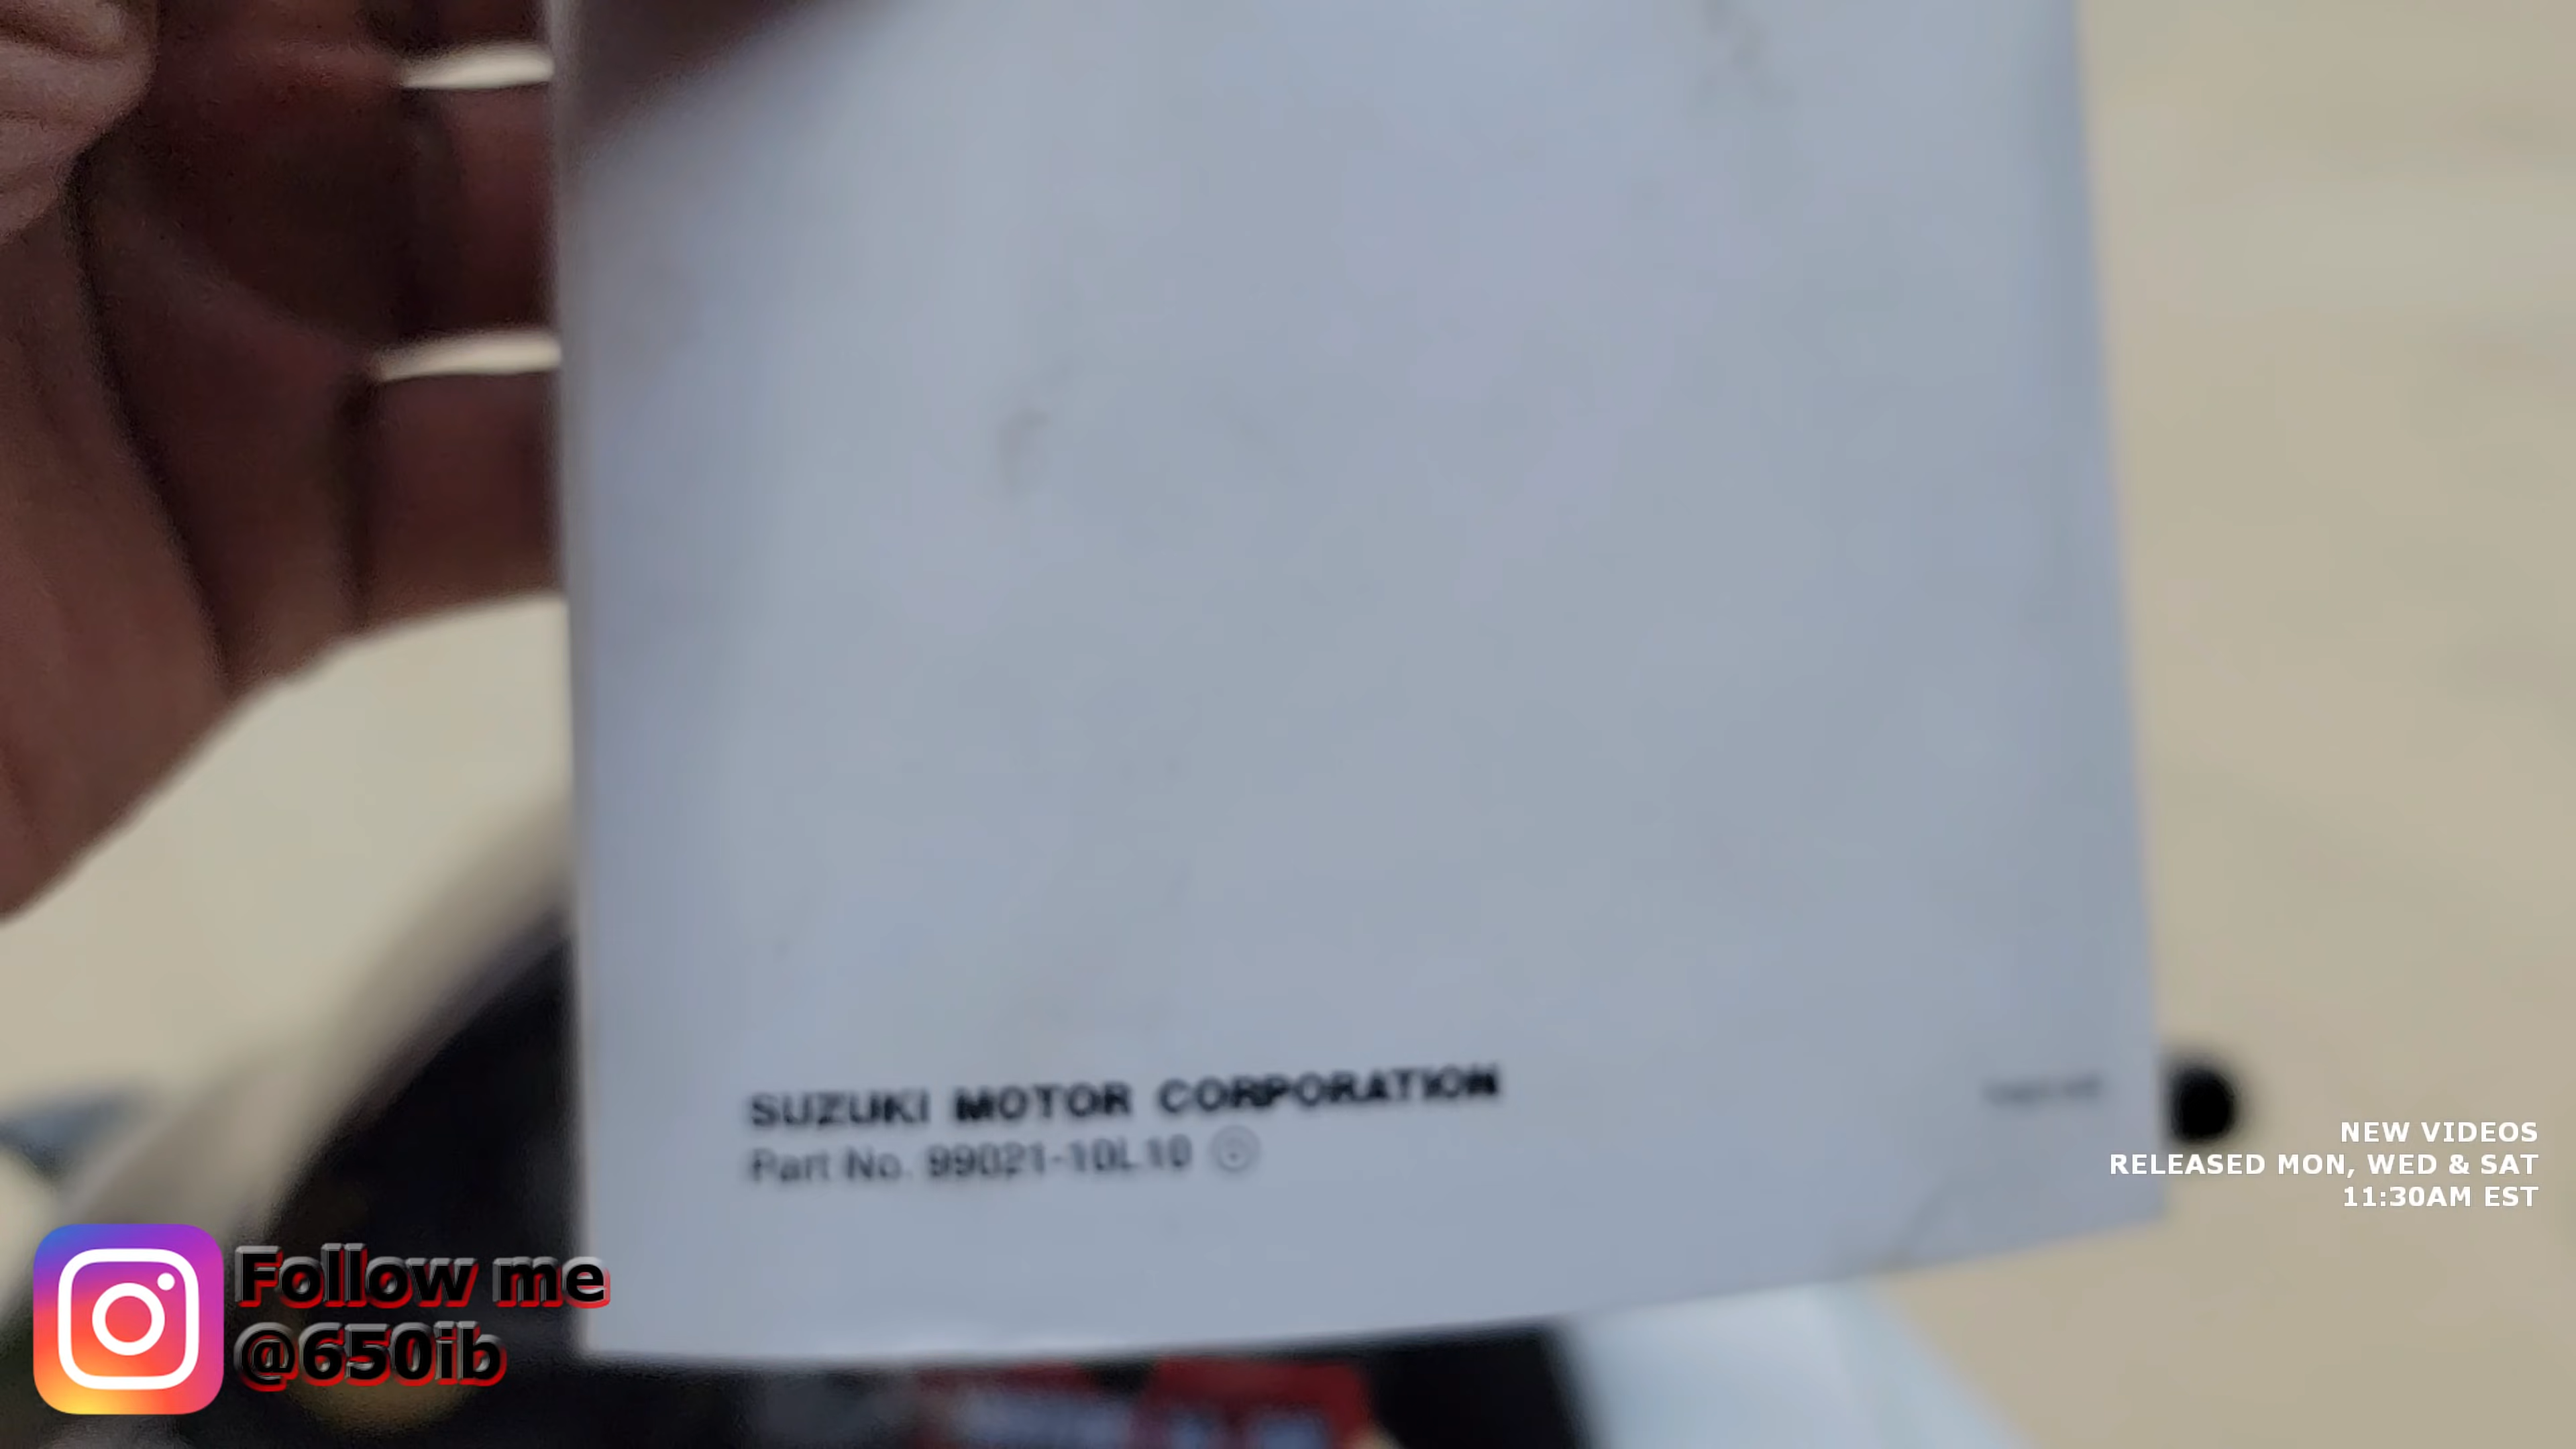 SUZUKI MOTOR CORPORATION
Part No. 99021-10L10
NEW VIDEOS
RELEASED MON, WED & SAT
11:30AM EST
Follow me
@650ib